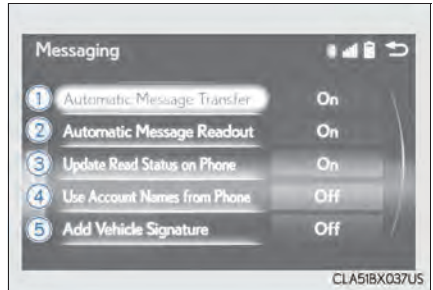 Messaging
1 Automatic Message Transfer On
2 Automatic Message Readout On
3 Update Read Status on Phone On
4 Use Account Names from Phone Off
5 Add Vehicle Signature Off
CLA51BX037US